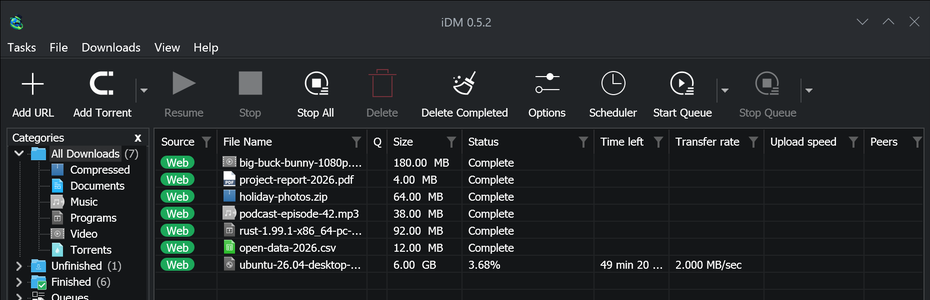 iDM 0.5.2
Tasks File Downloads View Help
Add URL Add Torrent Resume Stop Stop All Delete Delete Completed Options Scheduler Start Queue Stop Queue
Categories x
All Downloads (7)
Compressed
Documents
Music
Programs
Video
Torrents
Unfinished (1)
Finished (6)
Queues
Source File Name Q Size Status Time left Transfer rate Upload speed Peers
Web big-buck-bunny-1080p.... 180.00 MB Complete
Web project-report-2026.pdf 4.00 MB Complete
Web holiday-photos.zip 64.00 MB Complete
Web podcast-episode-42.mp3 38.00 MB Complete
Web rust-1.99.1-x86_64-pc-... 92.00 MB Complete
Web open-data-2026.csv 12.00 MB Complete
Web ubuntu-26.04-desktop-... 6.00 GB 3.68% 49 min 20 ... 2.000 MB/sec